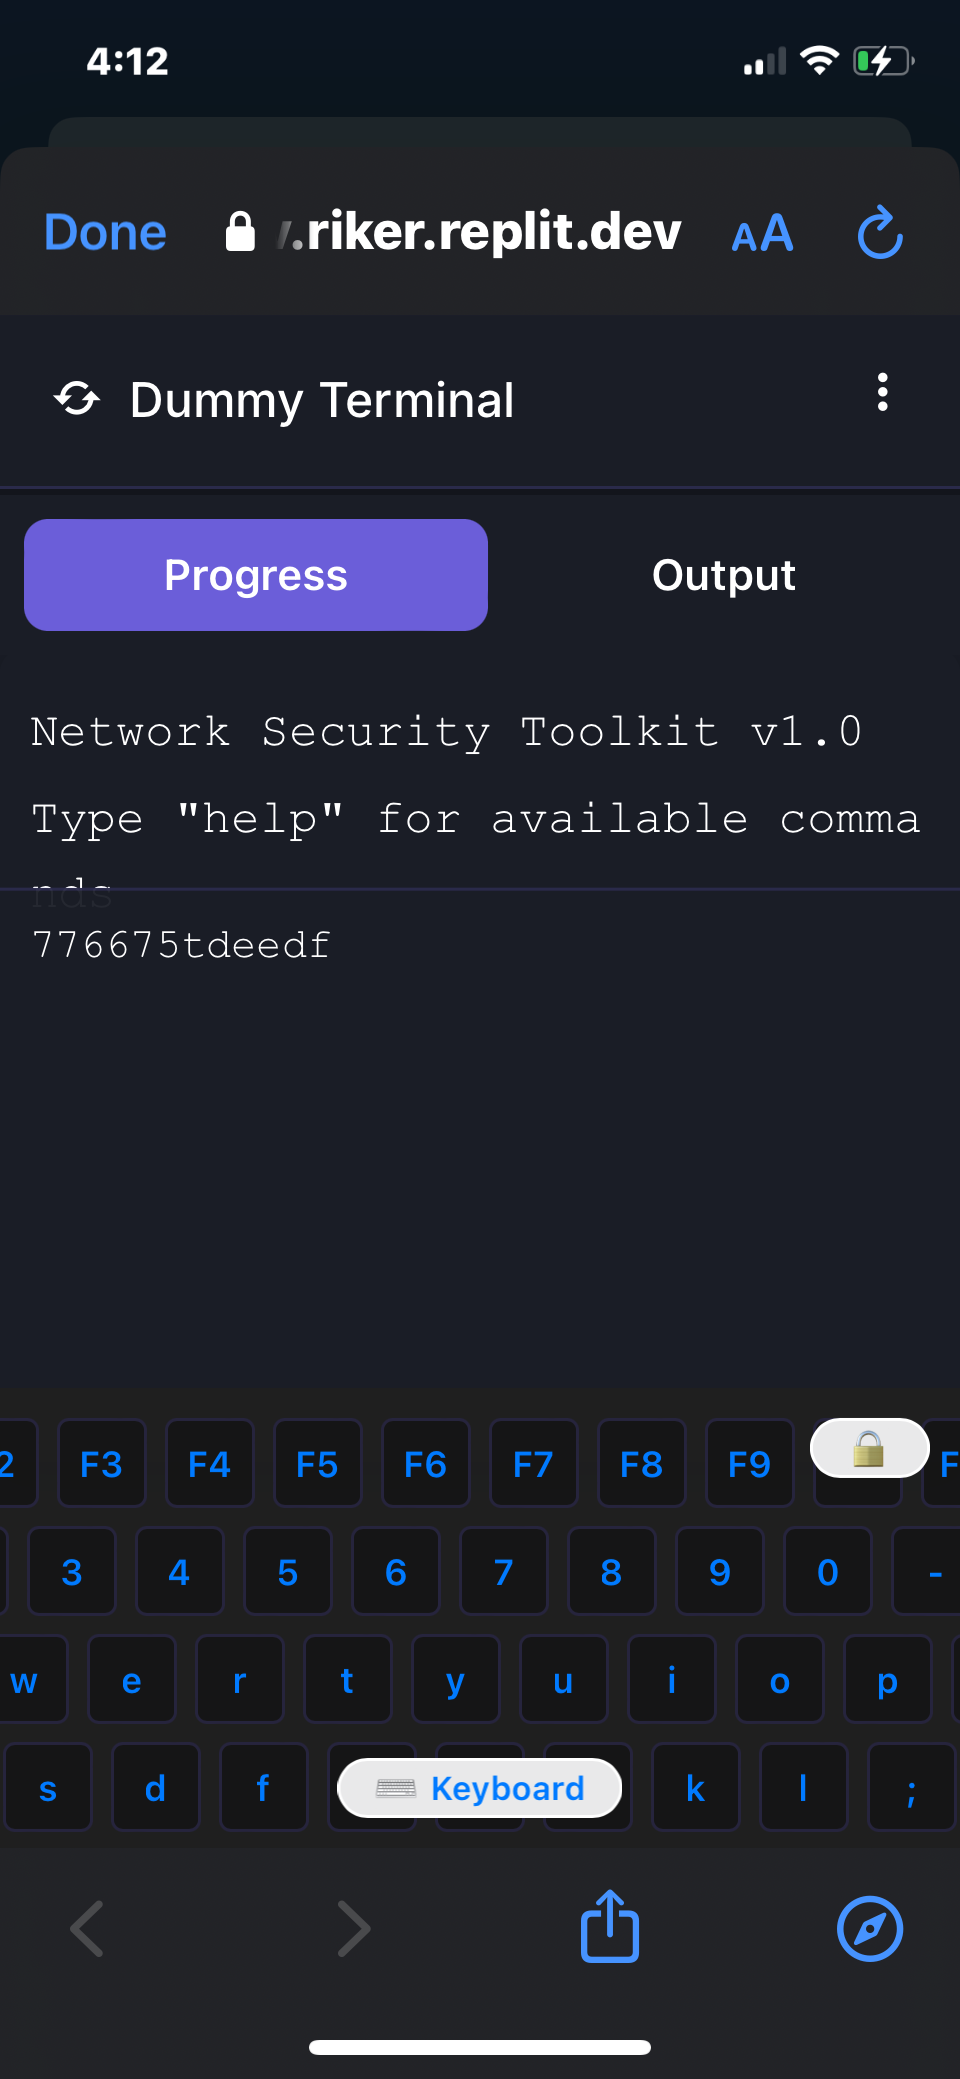 4:12
Done .riker.replit.dev AA
Dummy Terminal
Progress Output
Network Security Toolkit v1.0
Type "help" for available comma
nds
776675tdeedf
2 F3 F4 F5 F6 F7 F8 F9 F
3 4 5 6 7 8 9 0 -
w e r t y u i o p
s d f Keyboard k l ;